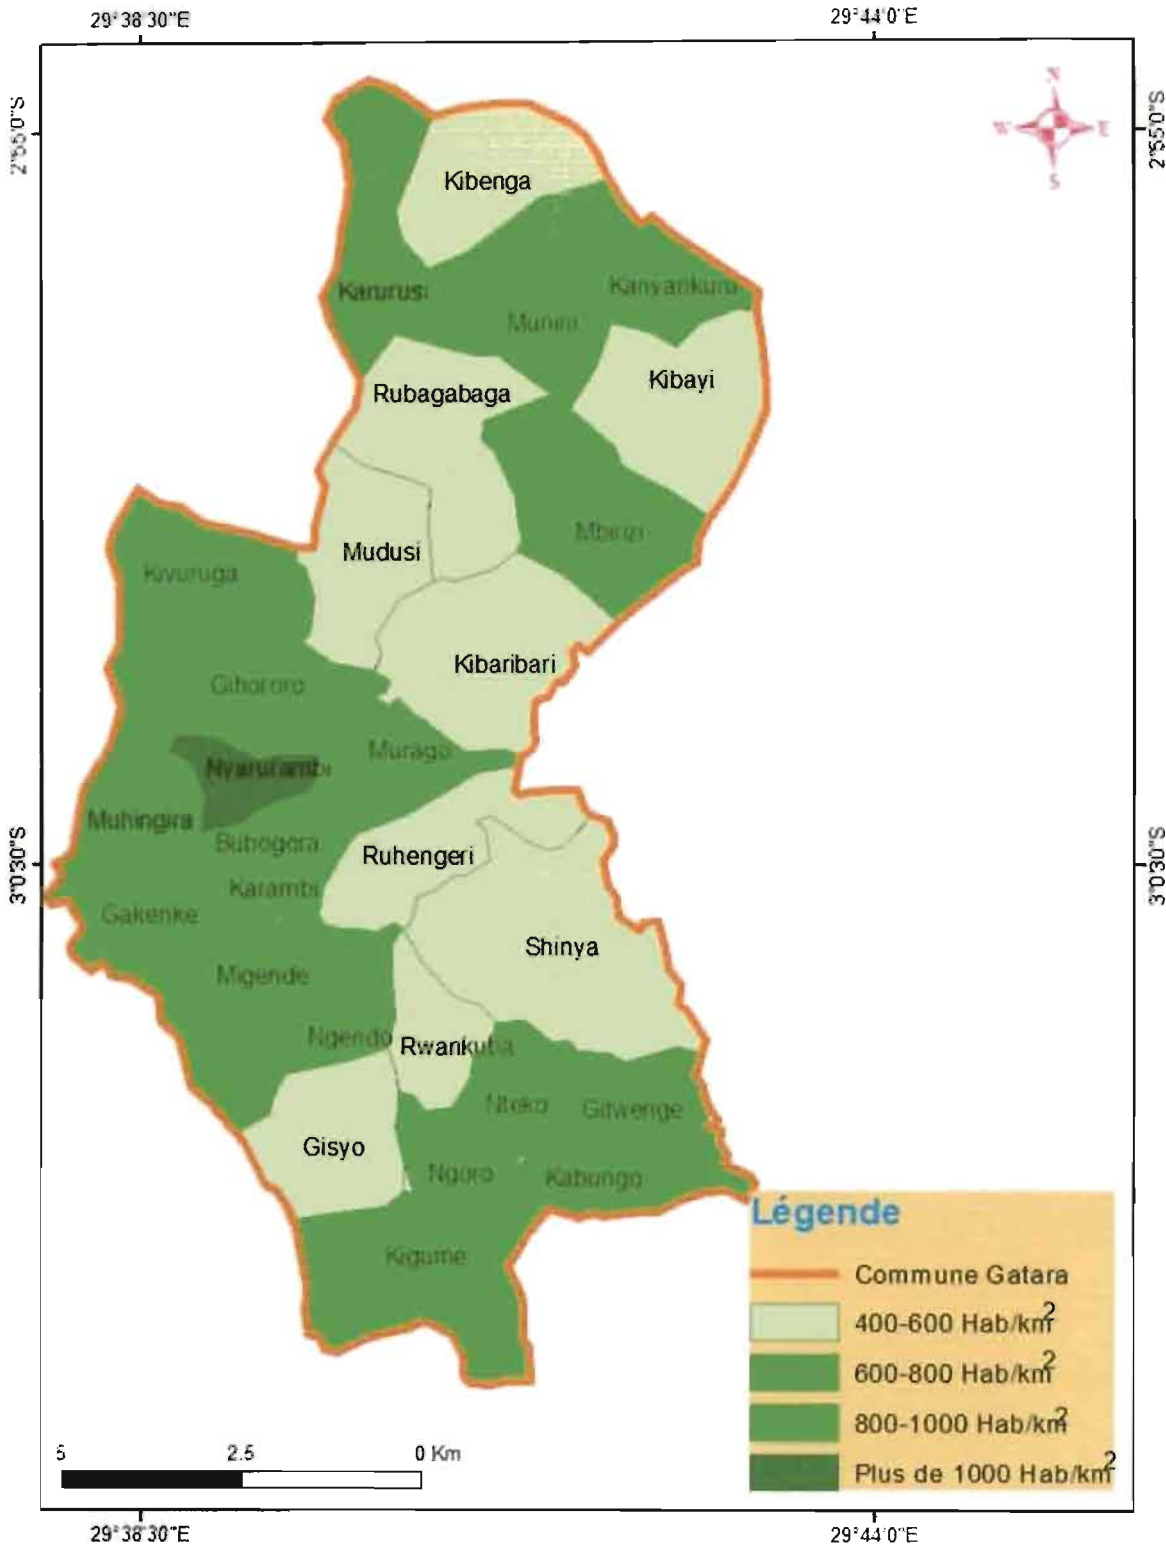 29°38'30"E
29°44'0"E
2°55'0"S
2°55'0"S
N
W
E
S
Kibenga
Karurusi
Kanyankuru
Munini
Kibayi
Rubagabaga
Mbirizi
Mudusi
Kivuruga
Kibaribari
Gihororo
Murago
Nyarurambi
Muhingira
Bubogora
Ruhengeri
3°0'30"S
3°0'30"S
Karambi
Gakenke
Shinya
Migende
Ngendo
Rwankuba
Nteko
Gitwenge
Gisyo
Ngoro
Kabungo
Kigume
Légende
Commune Gatara
400-600 Hab/km²
600-800 Hab/km²
800-1000 Hab/km²
Plus de 1000 Hab/km²
5 2.5 0 Km
29°38'30"E
29°44'0"E